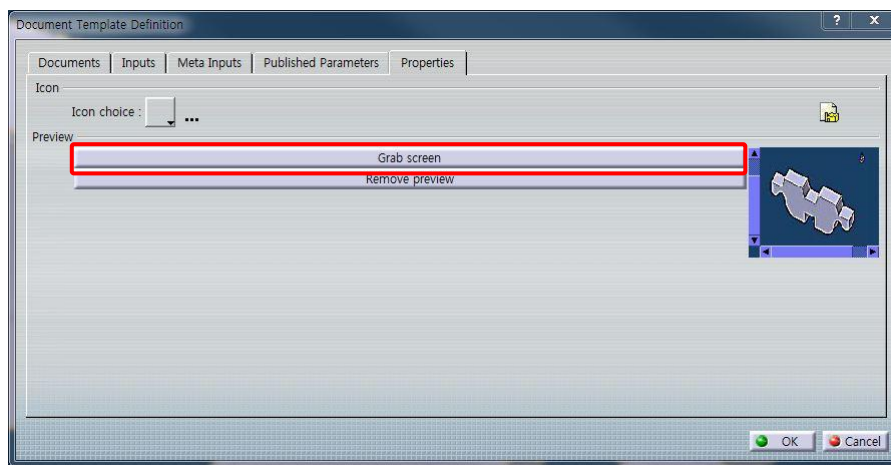 Document Template Definition
? X
Documents Inputs Meta Inputs Published Parameters Properties
Icon
Icon choice : ...
Preview
Grab screen
Remove preview
OK Cancel